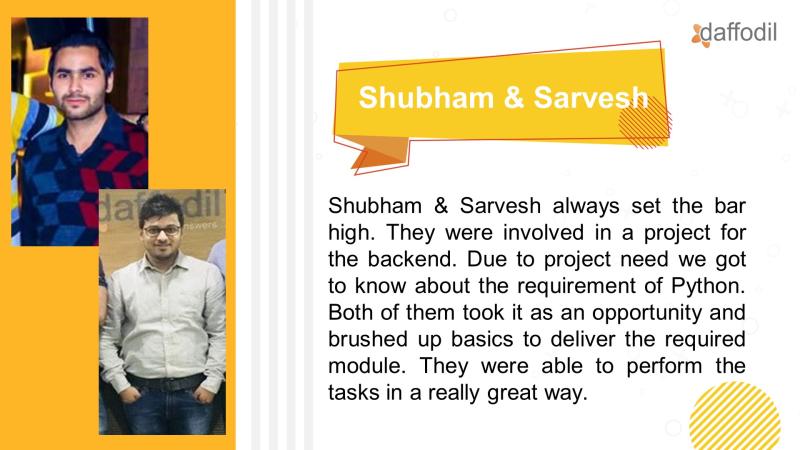 daffodil
Shubham & Sarvesh
Shubham & Sarvesh always set the bar
high. They were involved in a project for
the backend. Due to project need we got
to know about the requirement of Python.
Both of them took it as an opportunity and
brushed up basics to deliver the required
module. They were able to perform the
tasks in a really great way.
daffodil
answers